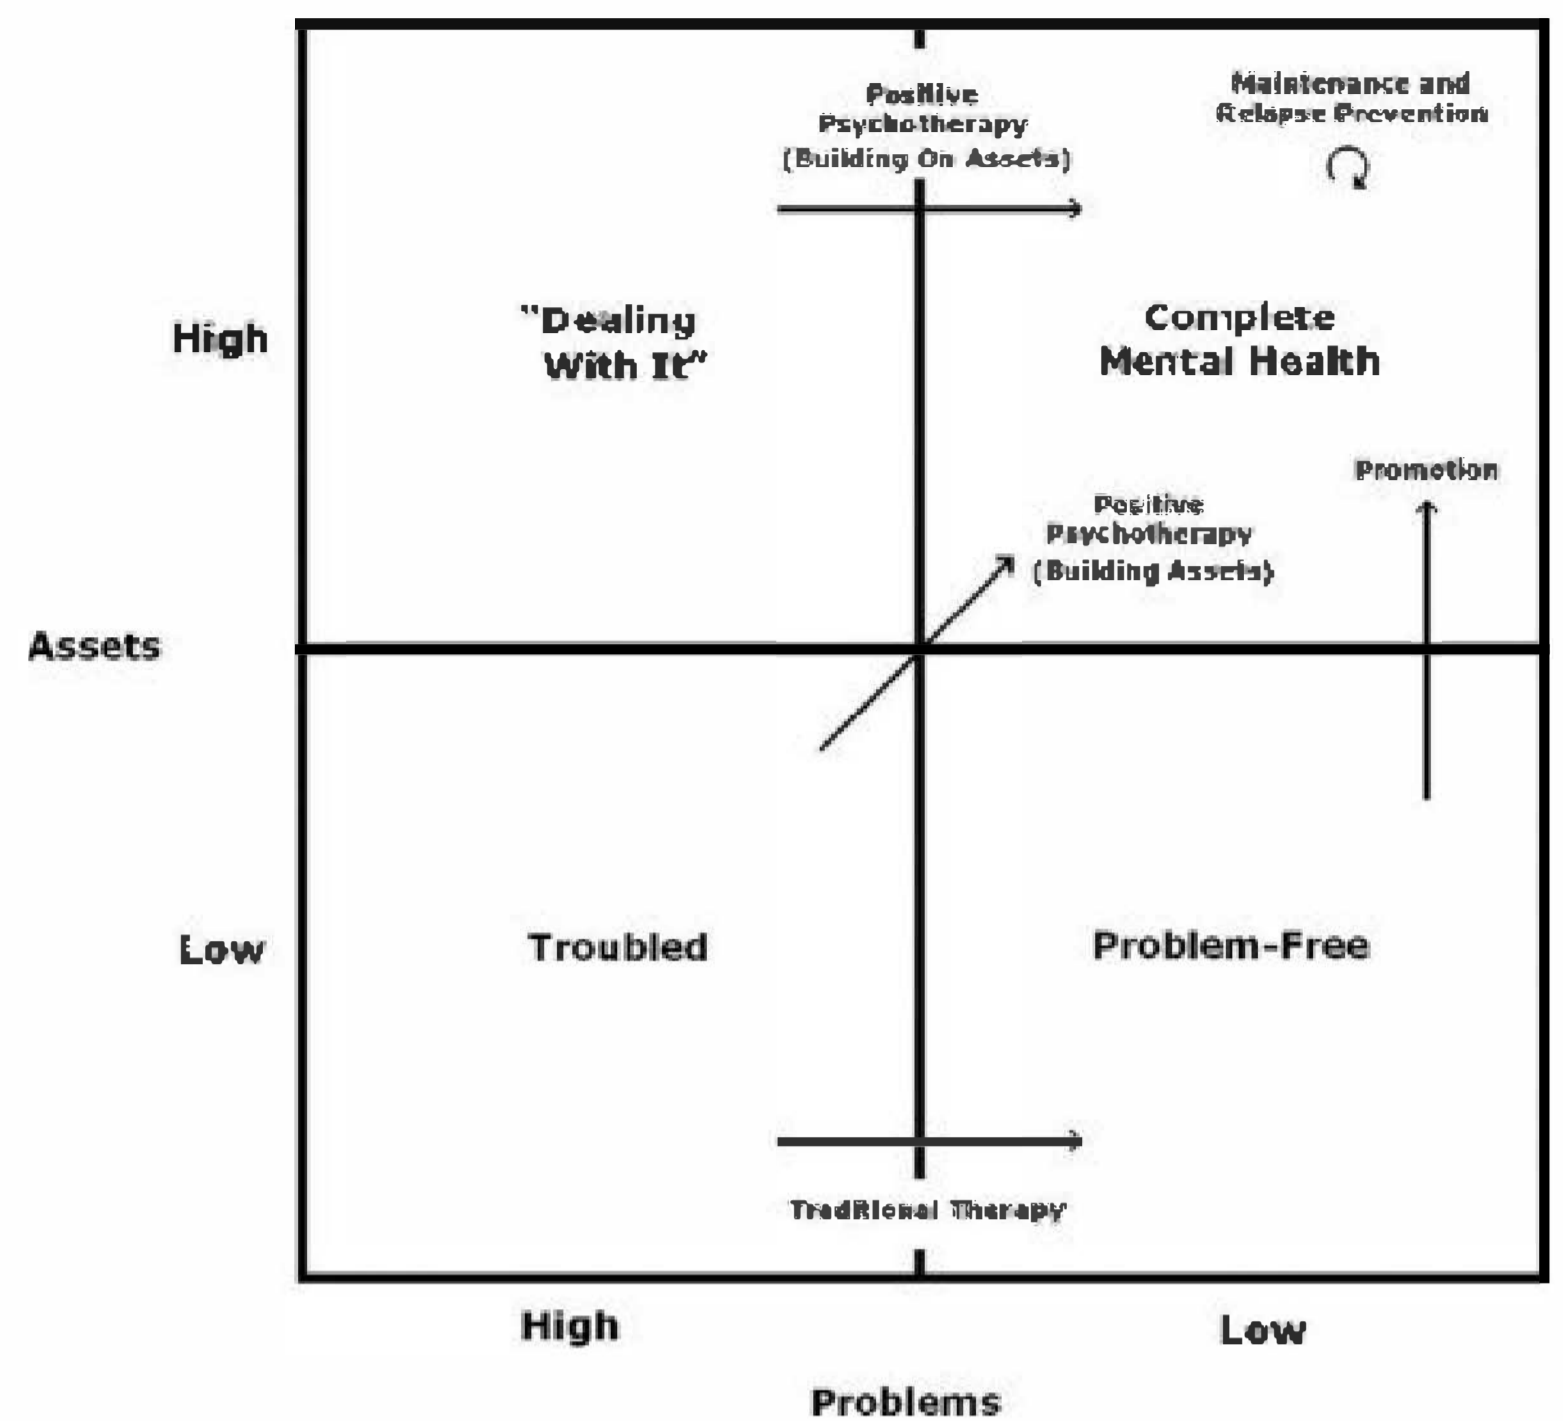 Positive
Psychotherapy
(Building On Assets)
Maintenance and
Relapse Prevention
High
"Dealing
With It"
Complete
Mental Health
Promotion
Positive
Psychotherapy
(Building Assets)
Assets
Low
Troubled
Problem-Free
Traditional Therapy
High
Low
Problems